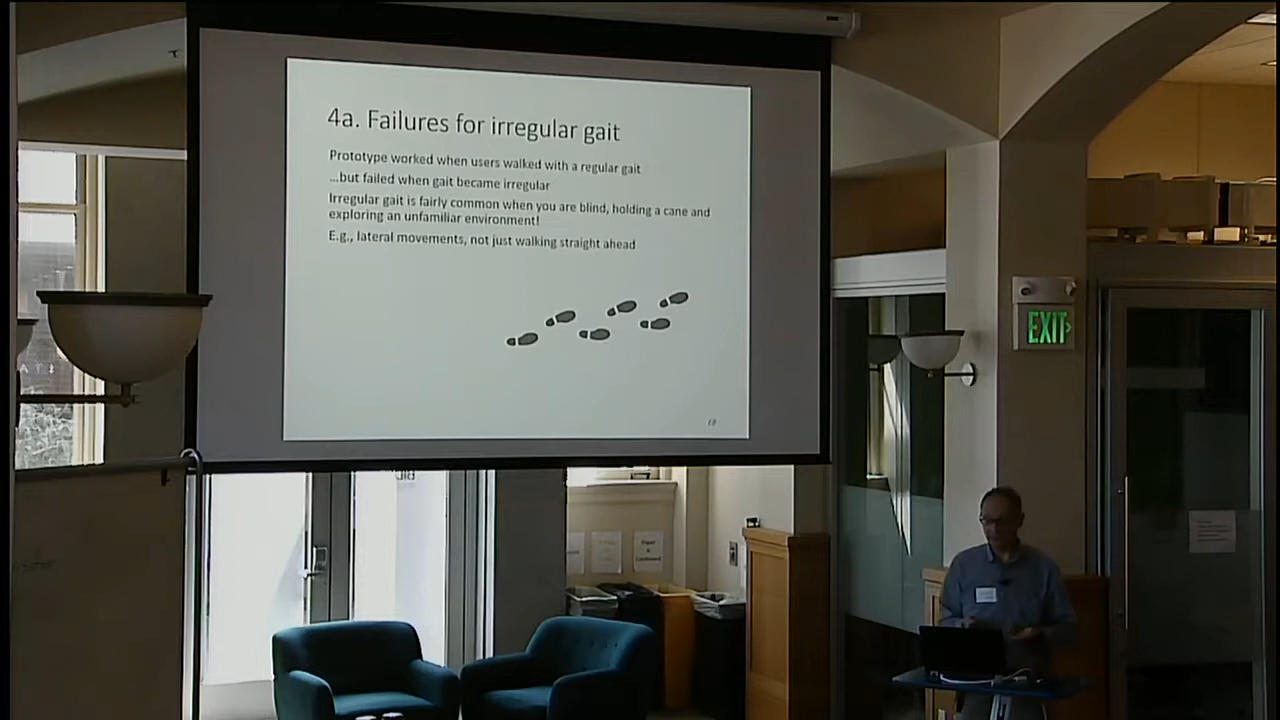 4a. Failures for irregular gait
Prototype worked when users walked with a regular gait
...but failed when gait became irregular
Irregular gait is fairly common when you are blind, holding a cane and
exploring an unfamiliar environment!
E.g., lateral movements, not just walking straight ahead
EXIT